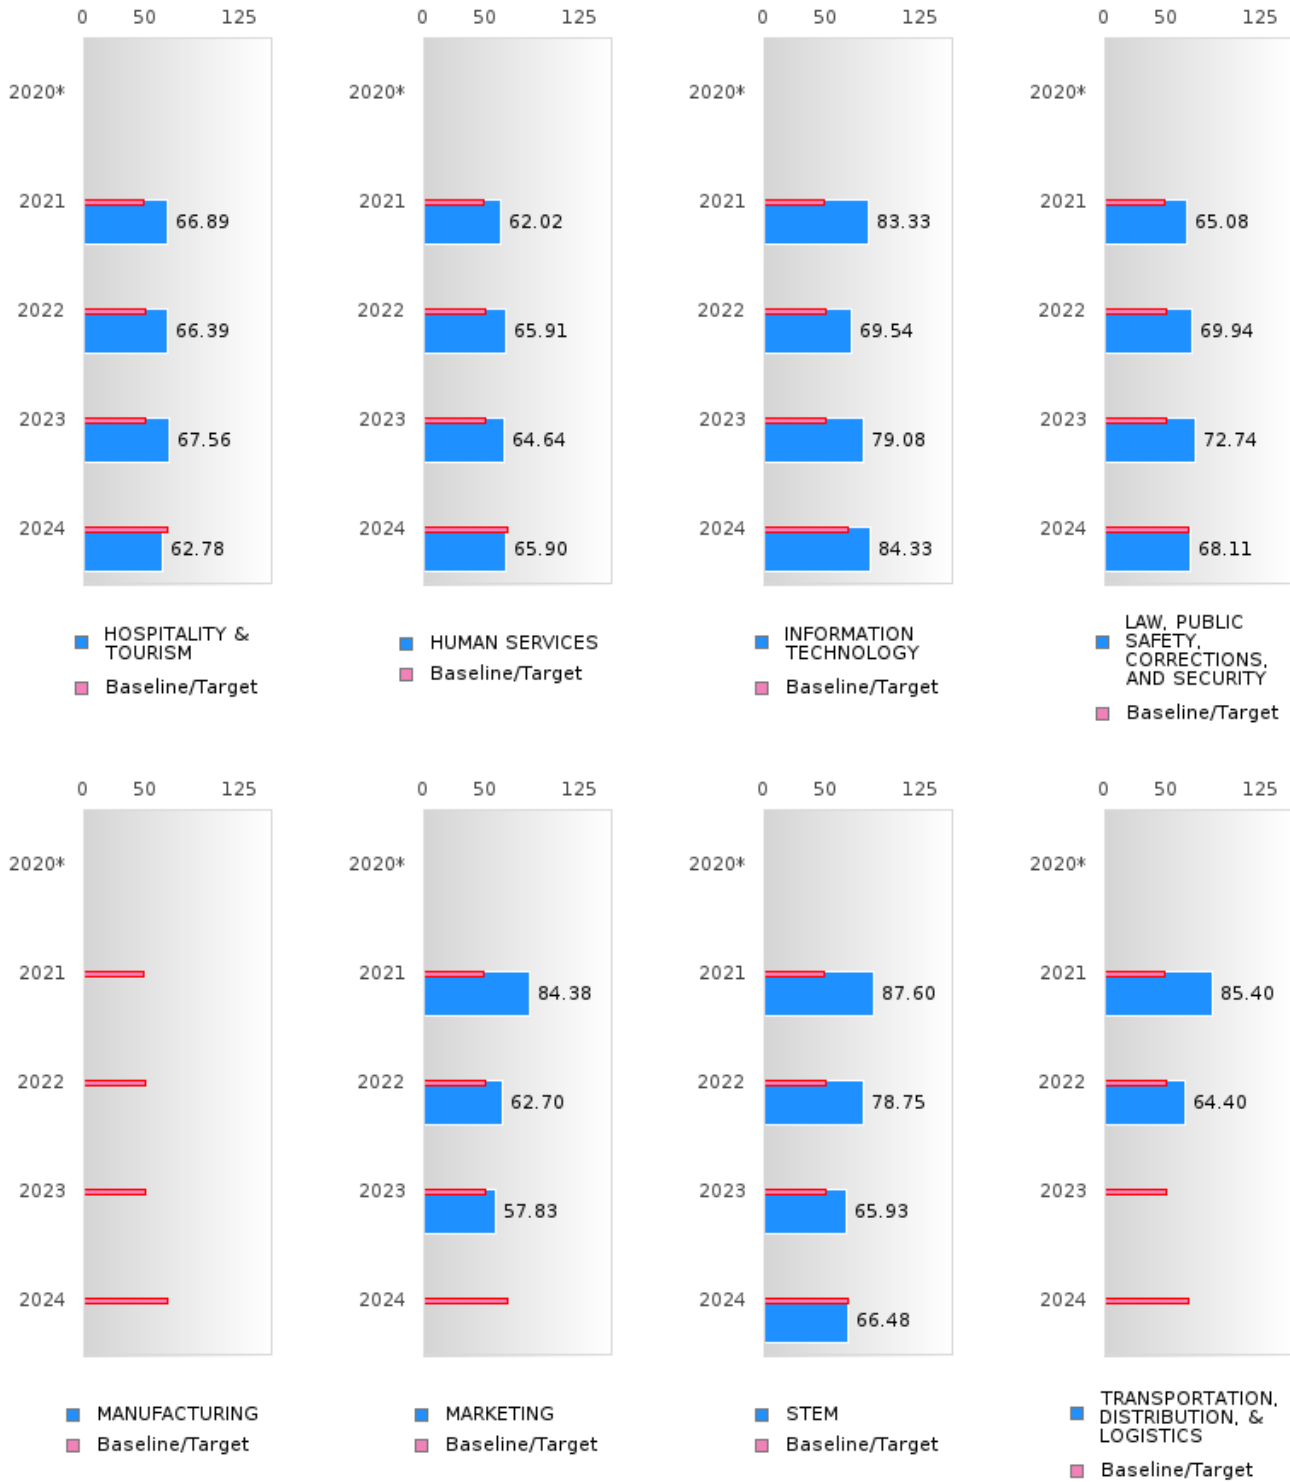 0 50 125
2020*
2021
66.89
2022
66.39
2023
67.56
2024
62.78
HOSPITALITY &
TOURISM
Baseline/Target
0 50 125
2020*
2021
62.02
2022
65.91
2023
64.64
2024
65.90
HUMAN SERVICES
Baseline/Target
0 50 125
2020*
2021
83.33
2022
69.54
2023
79.08
2024
84.33
INFORMATION
TECHNOLOGY
Baseline/Target
0 50 125
2020*
2021
65.08
2022
69.94
2023
72.74
2024
68.11
LAW, PUBLIC
SAFETY,
CORRECTIONS,
AND SECURITY
Baseline/Target
0 50 125
2020*
2021
2022
2023
2024
MANUFACTURING
Baseline/Target
0 50 125
2020*
2021
84.38
2022
62.70
2023
57.83
2024
MARKETING
Baseline/Target
0 50 125
2020*
2021
87.60
2022
78.75
2023
65.93
2024
66.48
STEM
Baseline/Target
0 50 125
2020*
2021
85.40
2022
64.40
2023
2024
TRANSPORTATION,
DISTRIBUTION, &
LOGISTICS
Baseline/Target